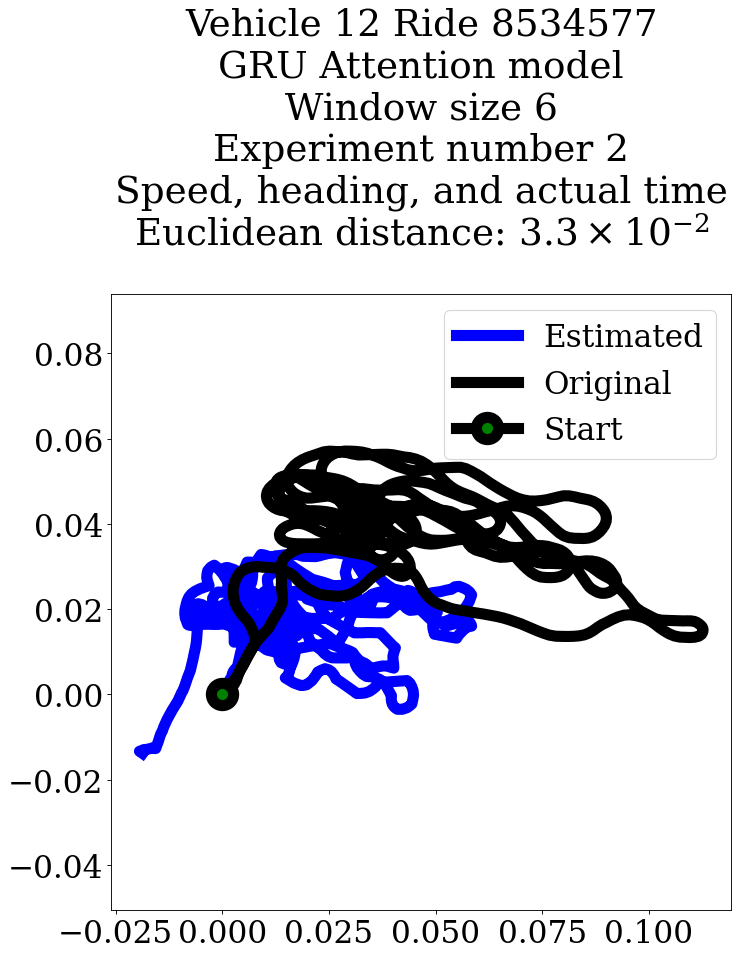 Vehicle 12 Ride 8534577
GRU Attention model
Window size 6
Experiment number 2
Speed, heading, and actual time
Euclidean distance: 3.3 × 10⁻²
Estimated
Original
Start
0.08
0.06
0.04
0.02
0.00
−0.02
−0.04
−0.025 0.000 0.025 0.050 0.075 0.100